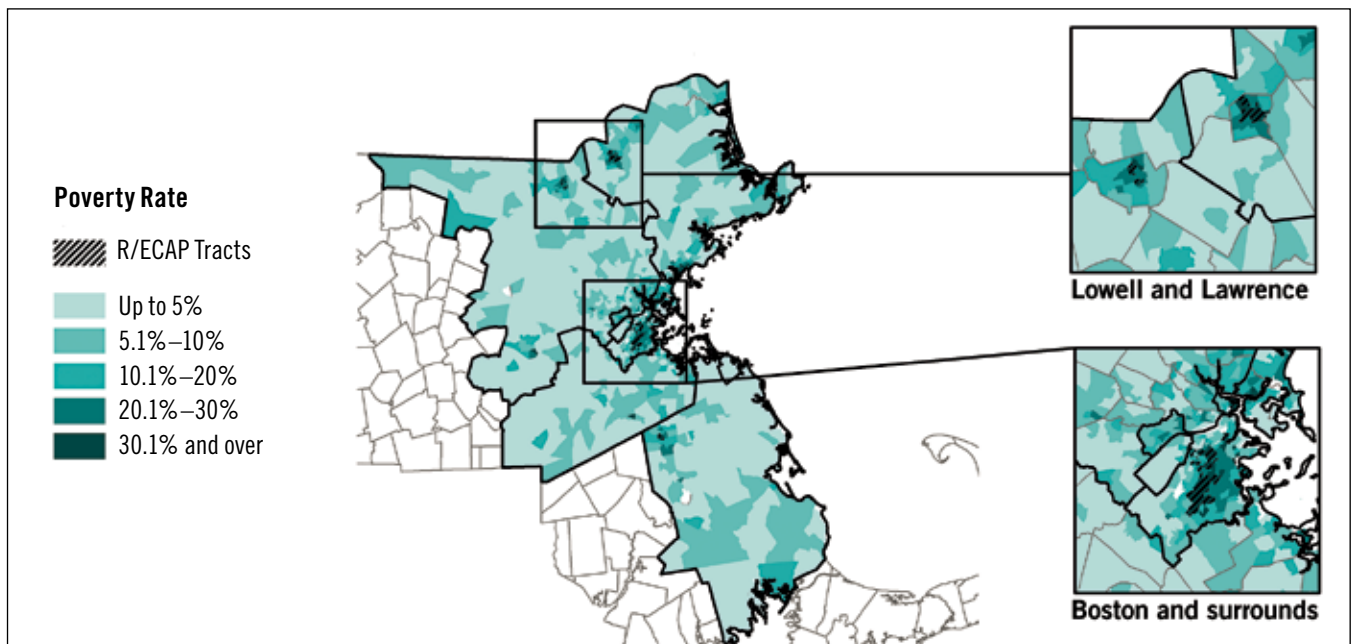 Poverty Rate
R/ECAP Tracts
Up to 5%
5.1%–10%
10.1%–20%
20.1%–30%
30.1% and over
Lowell and Lawrence
Boston and surrounds